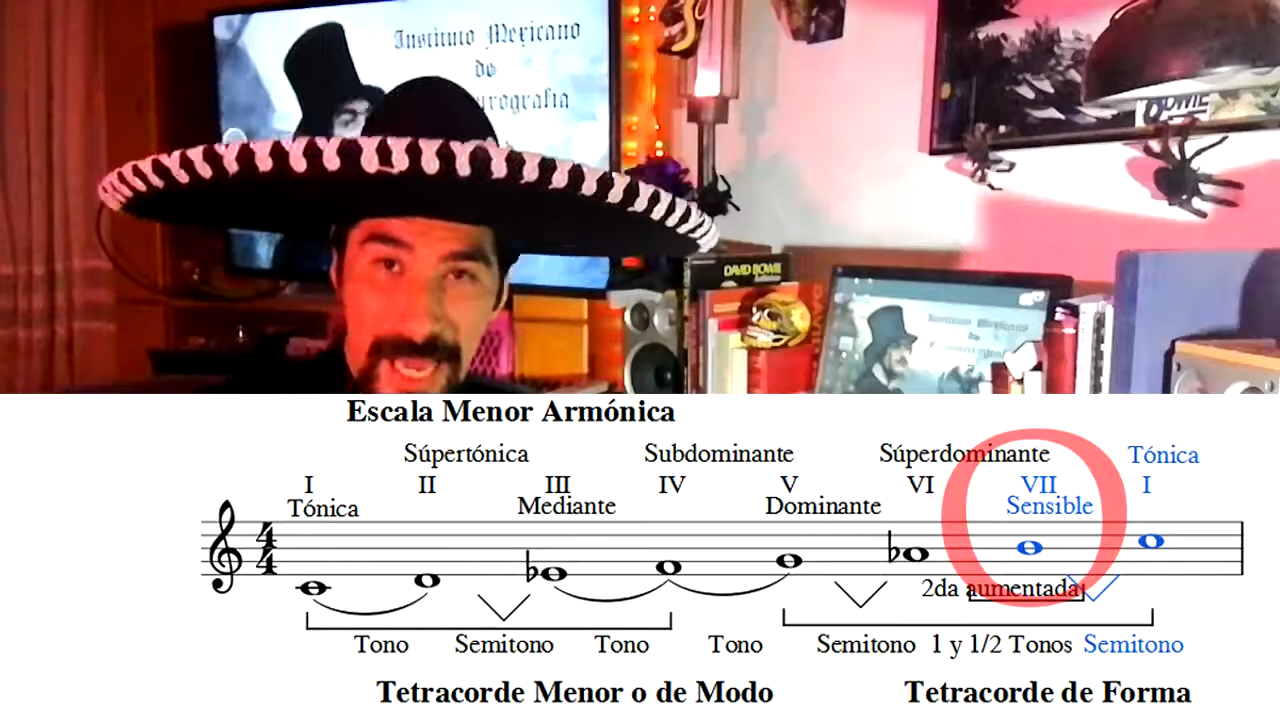 Instituto Mexicano
de
DAVID BOWIE
Escala Menor Armónica
Súpertónica Subdominante Súperdominante Tónica
I II III IV V VI VII I
Tónica Mediante Dominante Sensible
4
4
2da aumentada
Tono Semitono Tono Tono Semitono 1 y 1/2 Tonos Semitono
Tetracorde Menor o de Modo Tetracorde de Forma